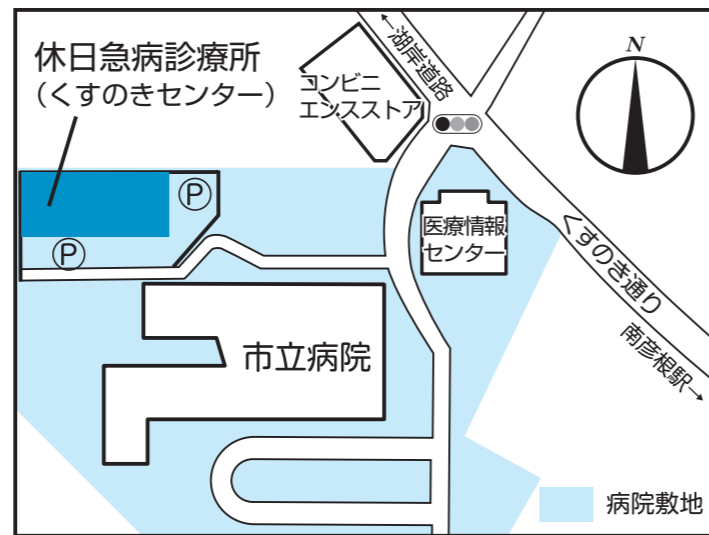 休日急病診療所
（くすのきセンター）
コンビニ
エンスストア
←湖岸道路
N
P
P
医療情報
センター
くすのき通り
南彦根駅→
市立病院
病院敷地